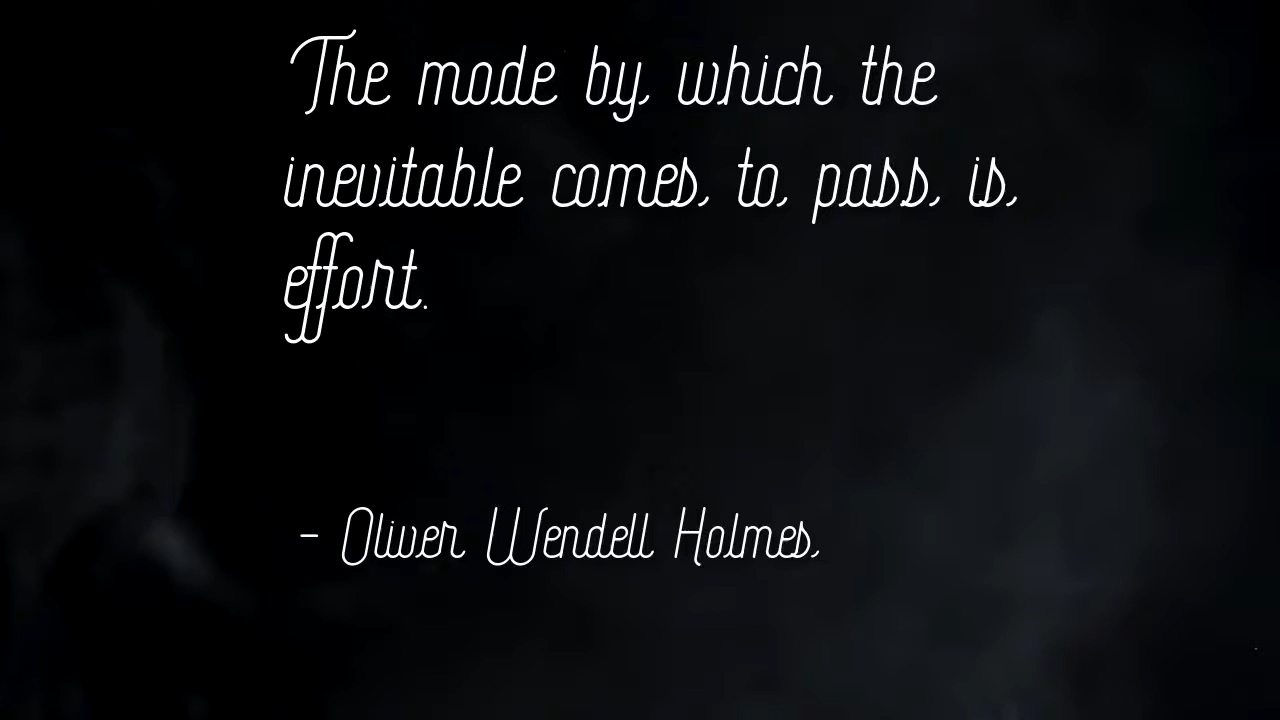 The mode by which the
inevitable comes to pass is
effort.
- Oliver Wendell Holmes